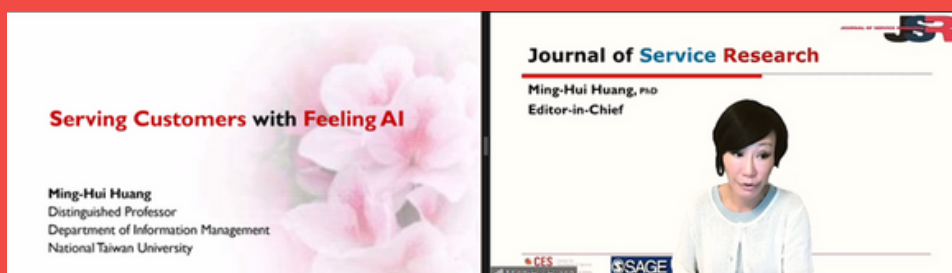 Serving Customers with Feeling AI
Ming-Hui Huang
Distinguished Professor
Department of Information Management
National Taiwan University
JSR
Journal of Service Research
Ming-Hui Huang, PhD
Editor-in-Chief
CES
SAGE